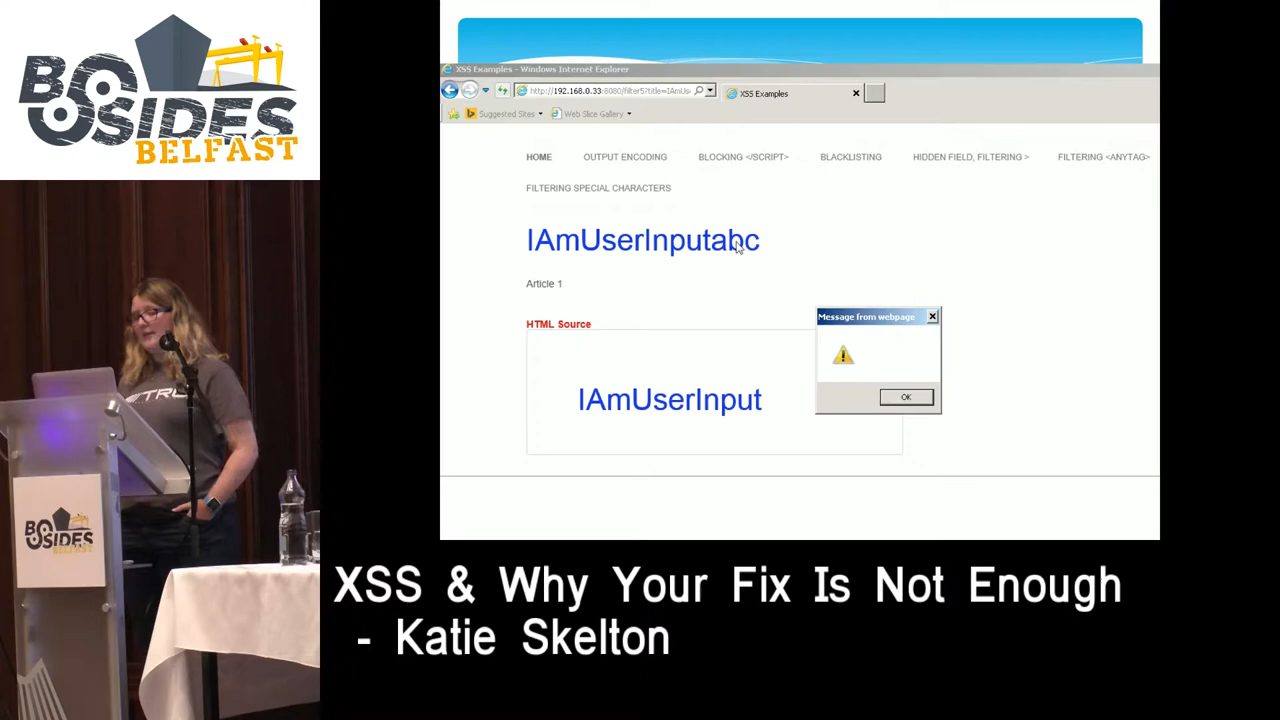 BSIDES
BELFAST
XSS Examples - Windows Internet Explorer
http://192.168.0.33:8080/filter5?title=IAmUs
XSS Examples
Suggested Sites
Web Slice Gallery
HOME
OUTPUT ENCODING
BLOCKING </SCRIPT>
BLACKLISTING
HIDDEN FIELD, FILTERING >
FILTERING <ANYTAG>
FILTERING SPECIAL CHARACTERS
IAmUserInputabc
Article 1
HTML Source
IAmUserInput
Message from webpage
OK
BSIDES
BELFAST
XSS & Why Your Fix Is Not Enough
- Katie Skelton